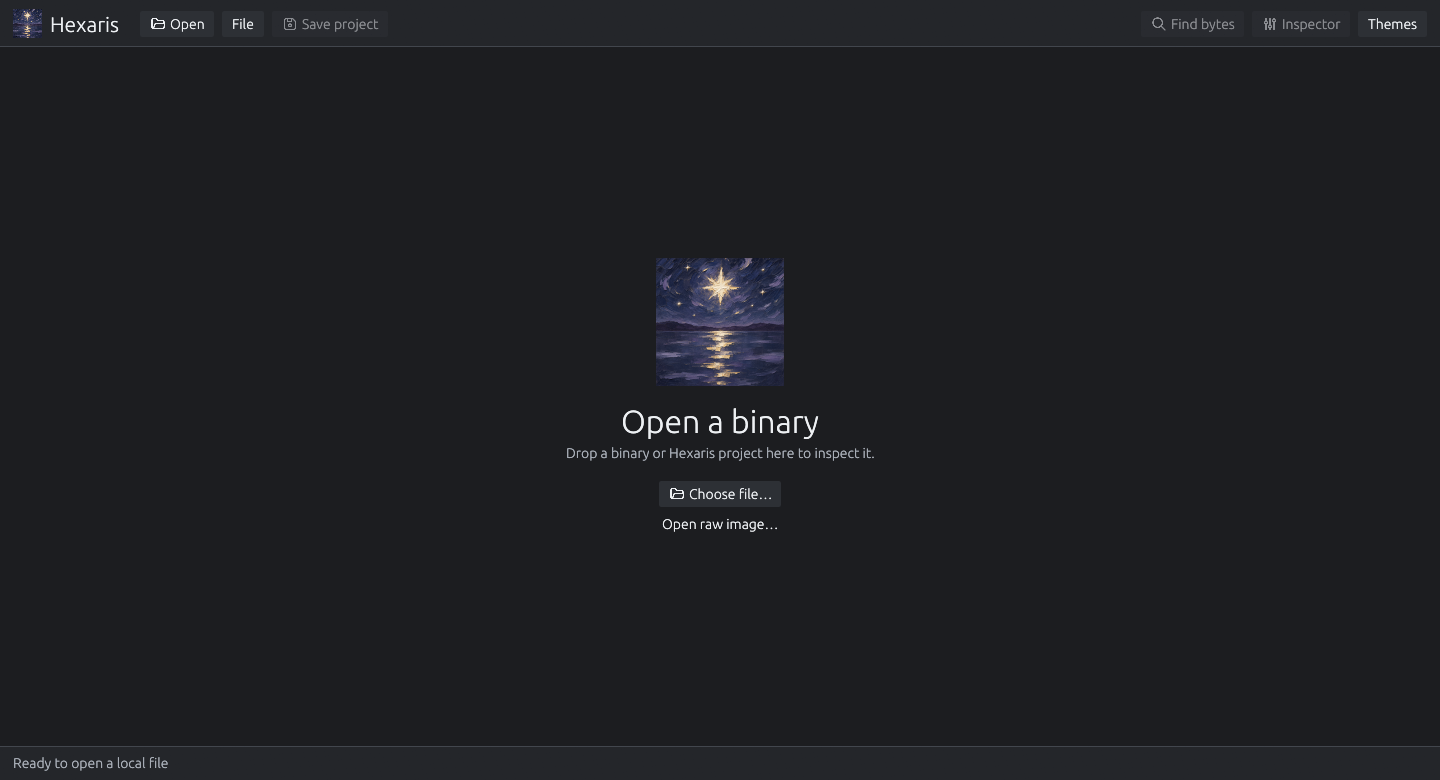 Hexaris Open File Save project Find bytes Inspector Themes
Open a binary
Drop a binary or Hexaris project here to inspect it.
Choose file…
Open raw image…
Ready to open a local file